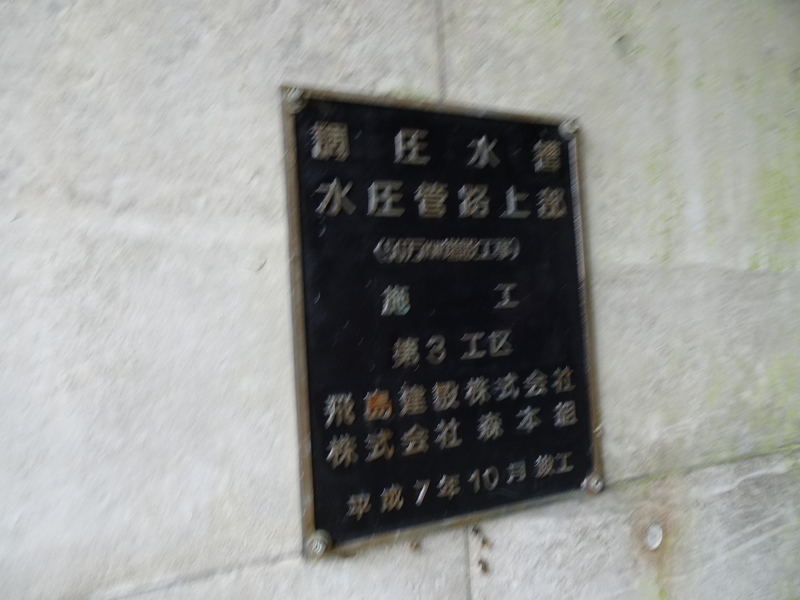 調圧水槽
水圧管路上部
施工
第3工区
飛島建設株式会社
株式会社 森本組
平成7年10月 竣工